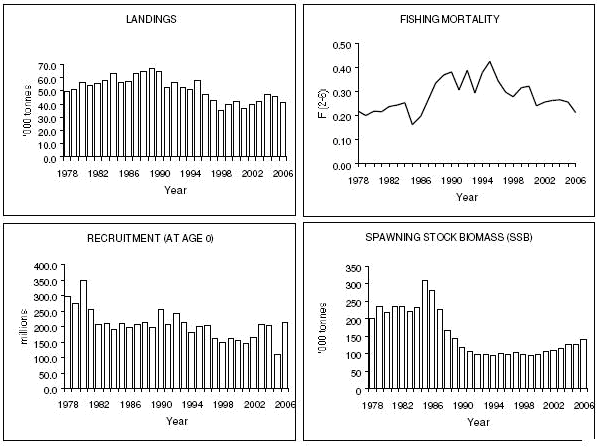 LANDINGS
70.0
60.0
50.0
40.0
30.0
20.0
10.0
0.0
'000 tonnes
1978 1982 1986 1990 1994 1998 2002 2006
Year
FISHING MORTALITY
0.50
0.40
0.30
0.20
0.10
0.00
F (2-6)
1978 1982 1986 1990 1994 1998 2002 2006
Year
RECRUITMENT (AT AGE 0)
400.0
350.0
300.0
250.0
200.0
150.0
100.0
50.0
0.0
millions
1978 1982 1986 1990 1994 1998 2002 2006
Year
SPAWNING STOCK BIOMASS (SSB)
350
300
250
200
150
100
50
0
'000 tonnes
1978 1982 1986 1990 1994 1998 2002 2006
Year